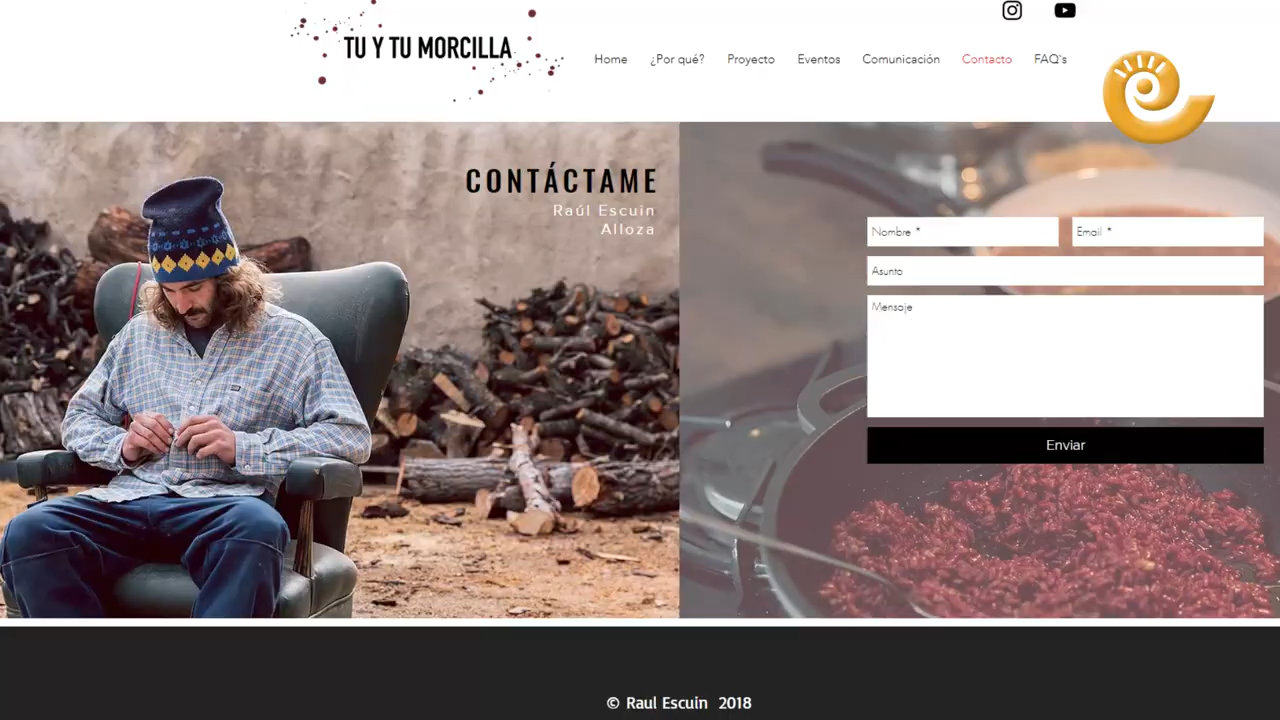 TU Y TU MORCILLA
Home ¿Por qué? Proyecto Eventos Comunicación Contacto FAQ's
CONTÁCTAME
Raúl Escuin
Alloza
Nombre * Email *
Asunto
Mensaje
Enviar
© Raul Escuin 2018